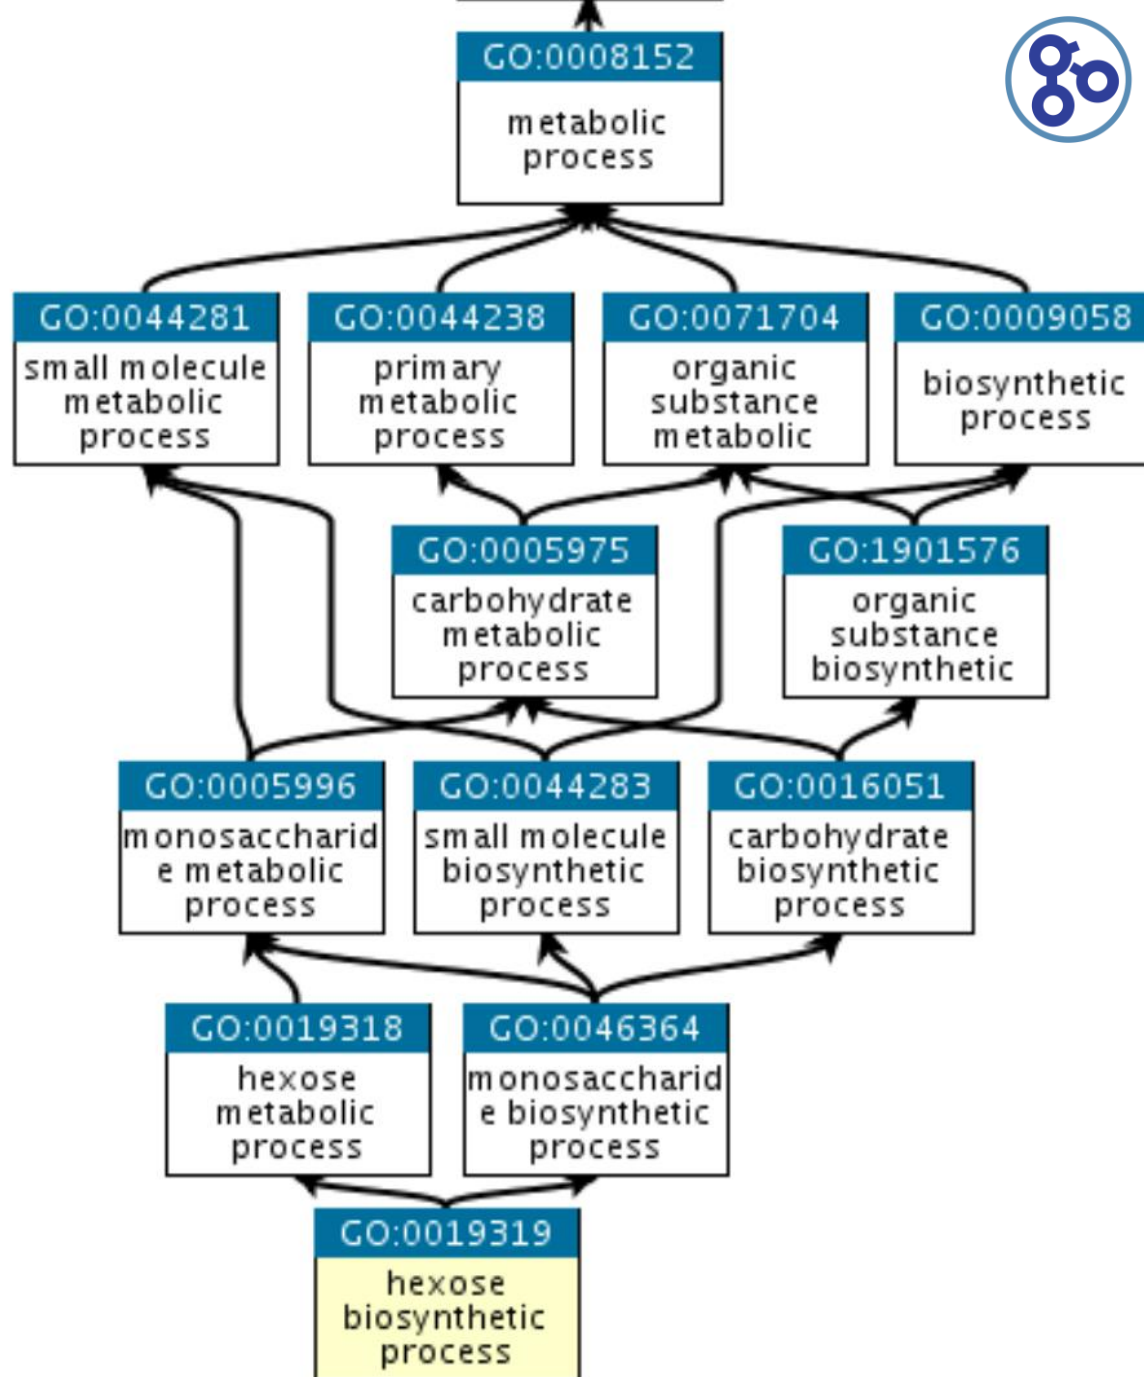 GO:0008152
metabolic
process
go
GO:0044281
small molecule
metabolic
process
GO:0044238
primary
metabolic
process
GO:0071704
organic
substance
metabolic
GO:0009058
biosynthetic
process
GO:0005975
carbohydrate
metabolic
process
GO:1901576
organic
substance
biosynthetic
GO:0005996
monosaccharid
e metabolic
process
GO:0044283
small molecule
biosynthetic
process
GO:0016051
carbohydrate
biosynthetic
process
GO:0019318
hexose
metabolic
process
GO:0046364
monosaccharid
e biosynthetic
process
GO:0019319
hexose
biosynthetic
process